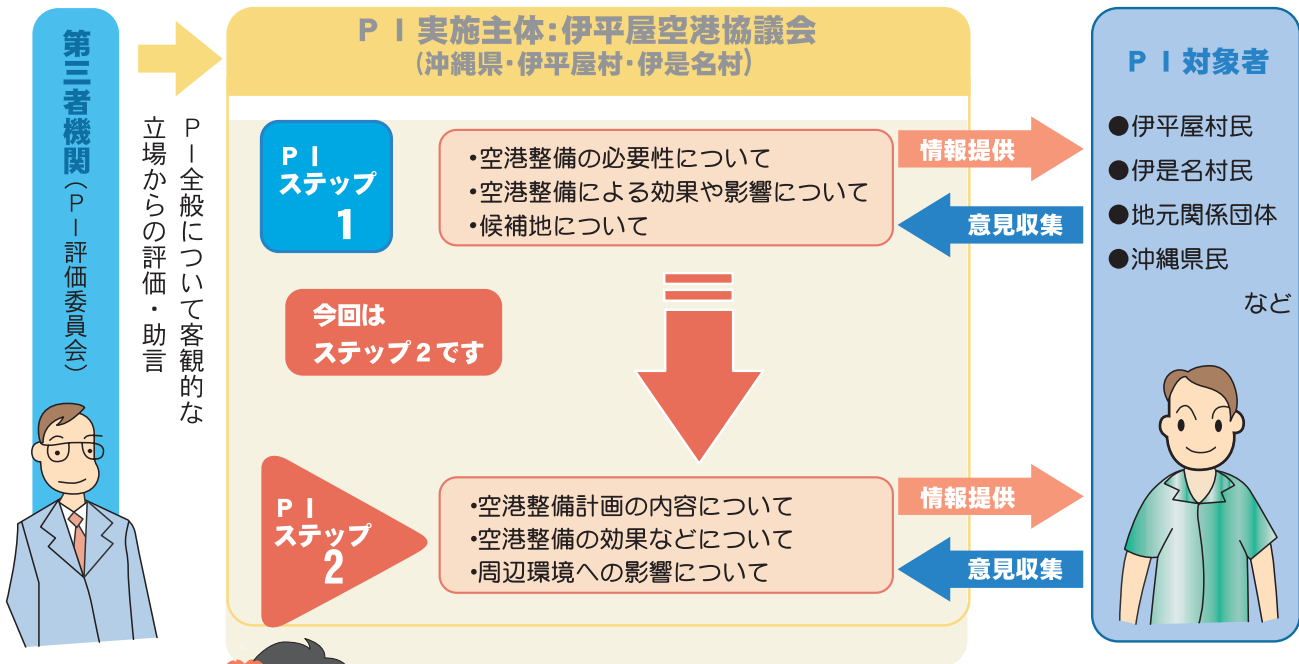 第三者機関(PI評価委員会)
PI全般について客観的な
立場からの評価・助言
PI実施主体:伊平屋空港協議会
(沖縄県・伊平屋村・伊是名村)
PI
ステップ
1
・空港整備の必要性について
・空港整備による効果や影響について
・候補地について
情報提供
意見収集
今回は
ステップ2です
PI
ステップ
2
・空港整備計画の内容について
・空港整備の効果などについて
・周辺環境への影響について
情報提供
意見収集
PI対象者
●伊平屋村民
●伊是名村民
●地元関係団体
●沖縄県民
など